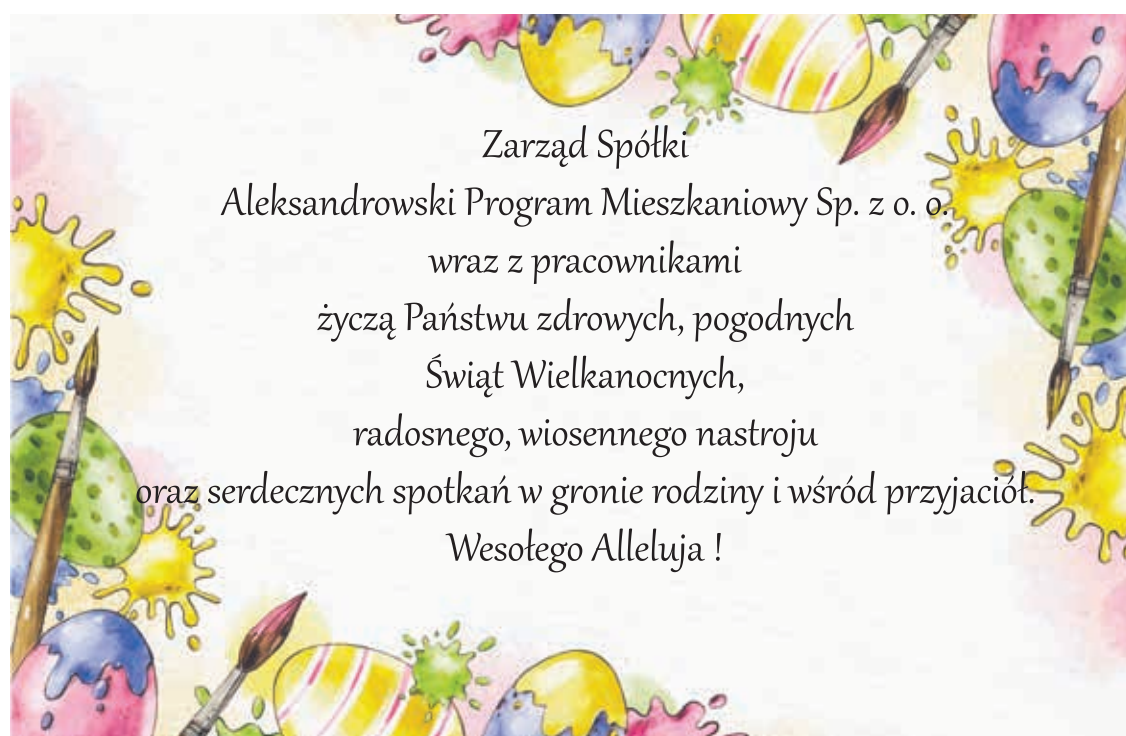 Zarząd Spółki
Aleksandrowski Program Mieszkaniowy Sp. z o. o.
wraz z pracownikami
życzą Państwu zdrowych, pogodnych
Świąt Wielkanocnych,
radosnego, wiosennego nastroju
oraz serdecznych spotkań w gronie rodziny i wśród przyjaciół.
Wesołego Alleluja !